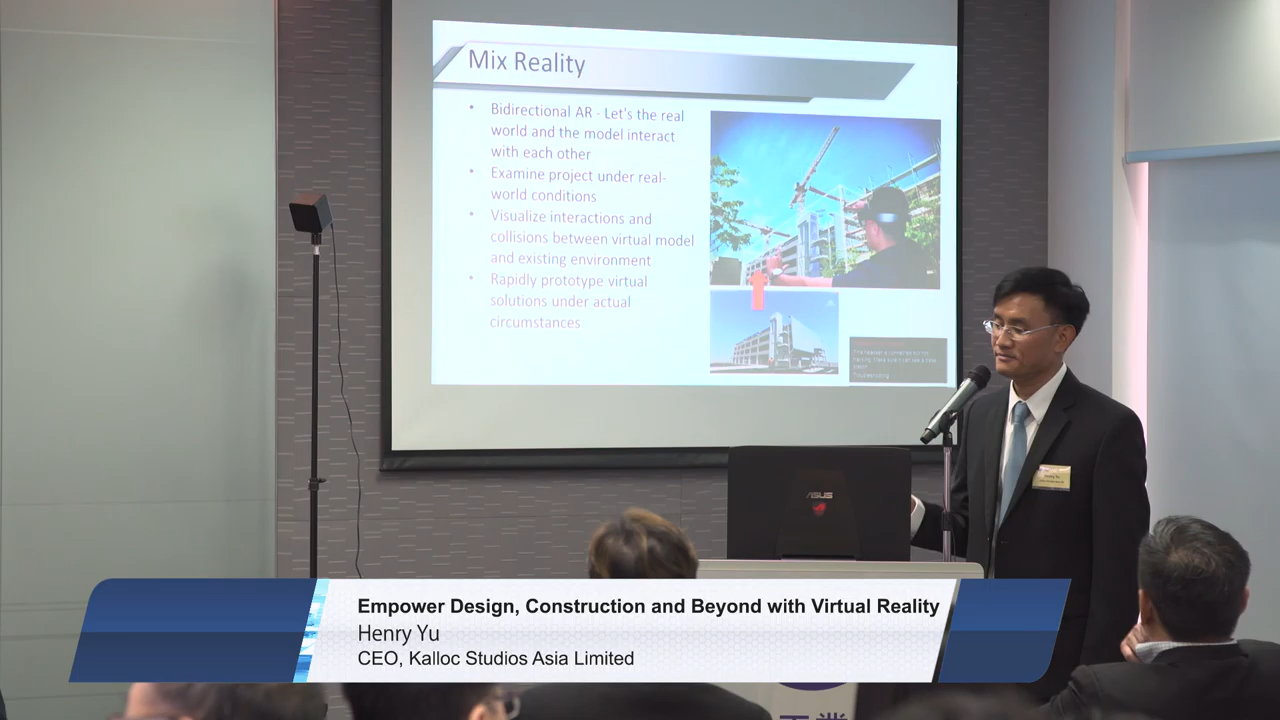 Mix Reality
• Bidirectional AR - Let's the real
world and the model interact
with each other
• Examine project under real-
world conditions
• Visualize interactions and
collisions between virtual model
and existing environment
• Rapidly prototype virtual
solutions under actual
circumstances
ASUS
Henry Yu
Empower Design, Construction and Beyond with Virtual Reality
Henry Yu
CEO, Kalloc Studios Asia Limited